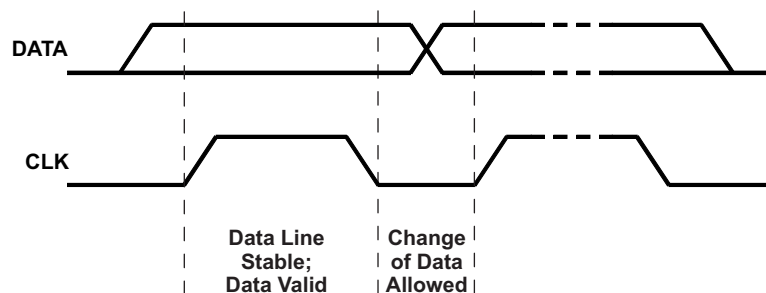 DATA
CLK
Data Line
Stable;
Data Valid
Change
of Data
Allowed